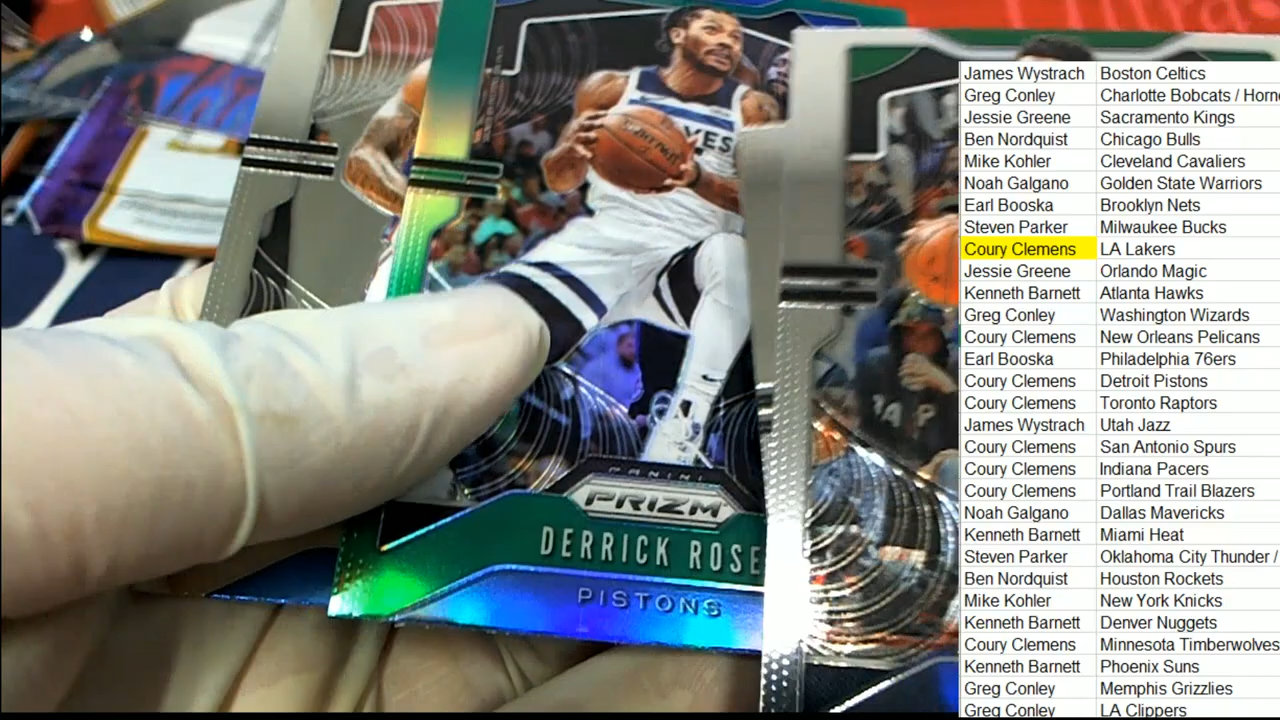 VES
PANINI
PRIZM
DERRICK ROSE
PISTONS
James Wystrach Boston Celtics
Greg Conley Charlotte Bobcats / Horn
Jessie Greene Sacramento Kings
Ben Nordquist Chicago Bulls
Mike Kohler Cleveland Cavaliers
Noah Galgano Golden State Warriors
Earl Booska Brooklyn Nets
Steven Parker Milwaukee Bucks
Coury Clemens LA Lakers
Jessie Greene Orlando Magic
Kenneth Barnett Atlanta Hawks
Greg Conley Washington Wizards
Coury Clemens New Orleans Pelicans
Earl Booska Philadelphia 76ers
Coury Clemens Detroit Pistons
Coury Clemens Toronto Raptors
James Wystrach Utah Jazz
Coury Clemens San Antonio Spurs
Coury Clemens Indiana Pacers
Coury Clemens Portland Trail Blazers
Noah Galgano Dallas Mavericks
Kenneth Barnett Miami Heat
Steven Parker Oklahoma City Thunder /
Ben Nordquist Houston Rockets
Mike Kohler New York Knicks
Kenneth Barnett Denver Nuggets
Coury Clemens Minnesota Timberwolves
Kenneth Barnett Phoenix Suns
Greg Conley Memphis Grizzlies
Greg Conley LA Clippers